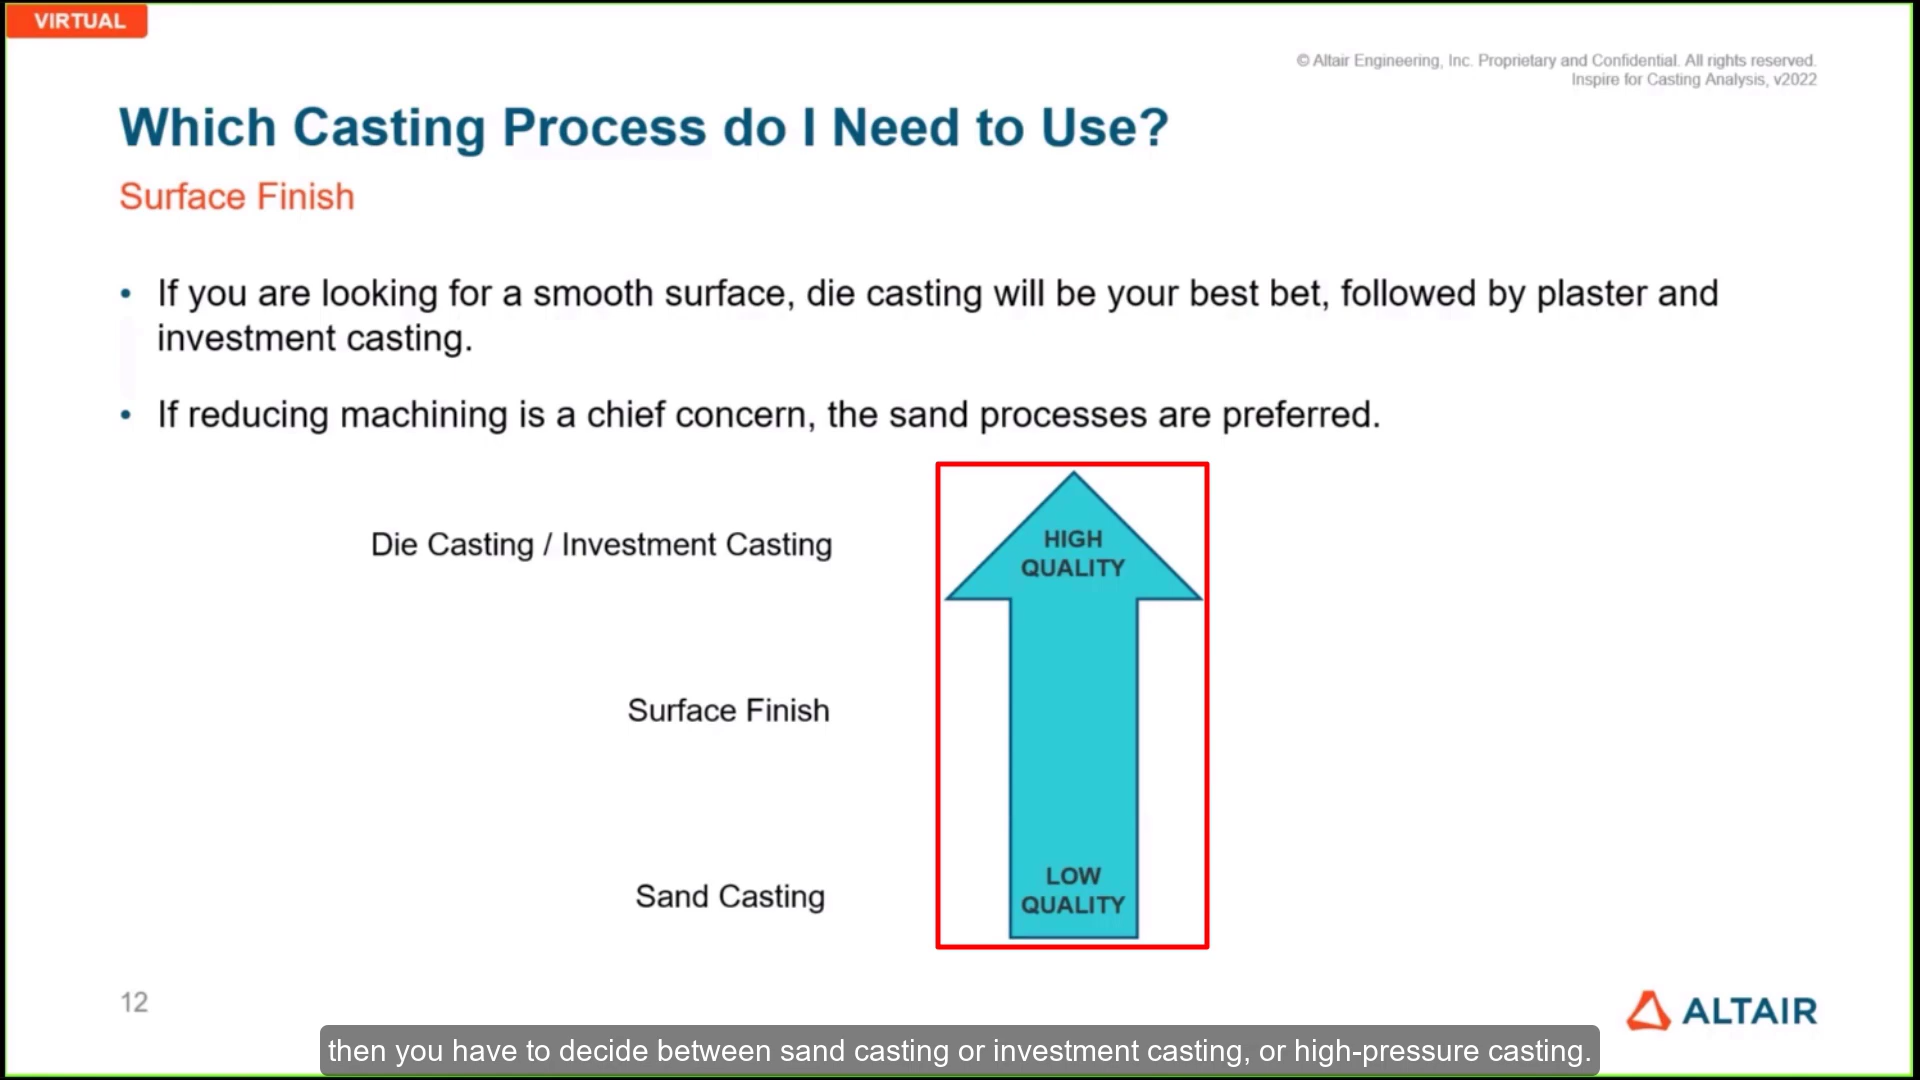 VIRTUAL
© Altair Engineering, Inc. Proprietary and Confidential. All rights reserved.
Inspire for Casting Analysis, v2022
Which Casting Process do I Need to Use?
Surface Finish
• If you are looking for a smooth surface, die casting will be your best bet, followed by plaster and
investment casting.
• If reducing machining is a chief concern, the sand processes are preferred.
HIGH
QUALITY
Die Casting / Investment Casting
Surface Finish
LOW
QUALITY
Sand Casting
12
ALTAIR
then you have to decide between sand casting or investment casting, or high-pressure casting.